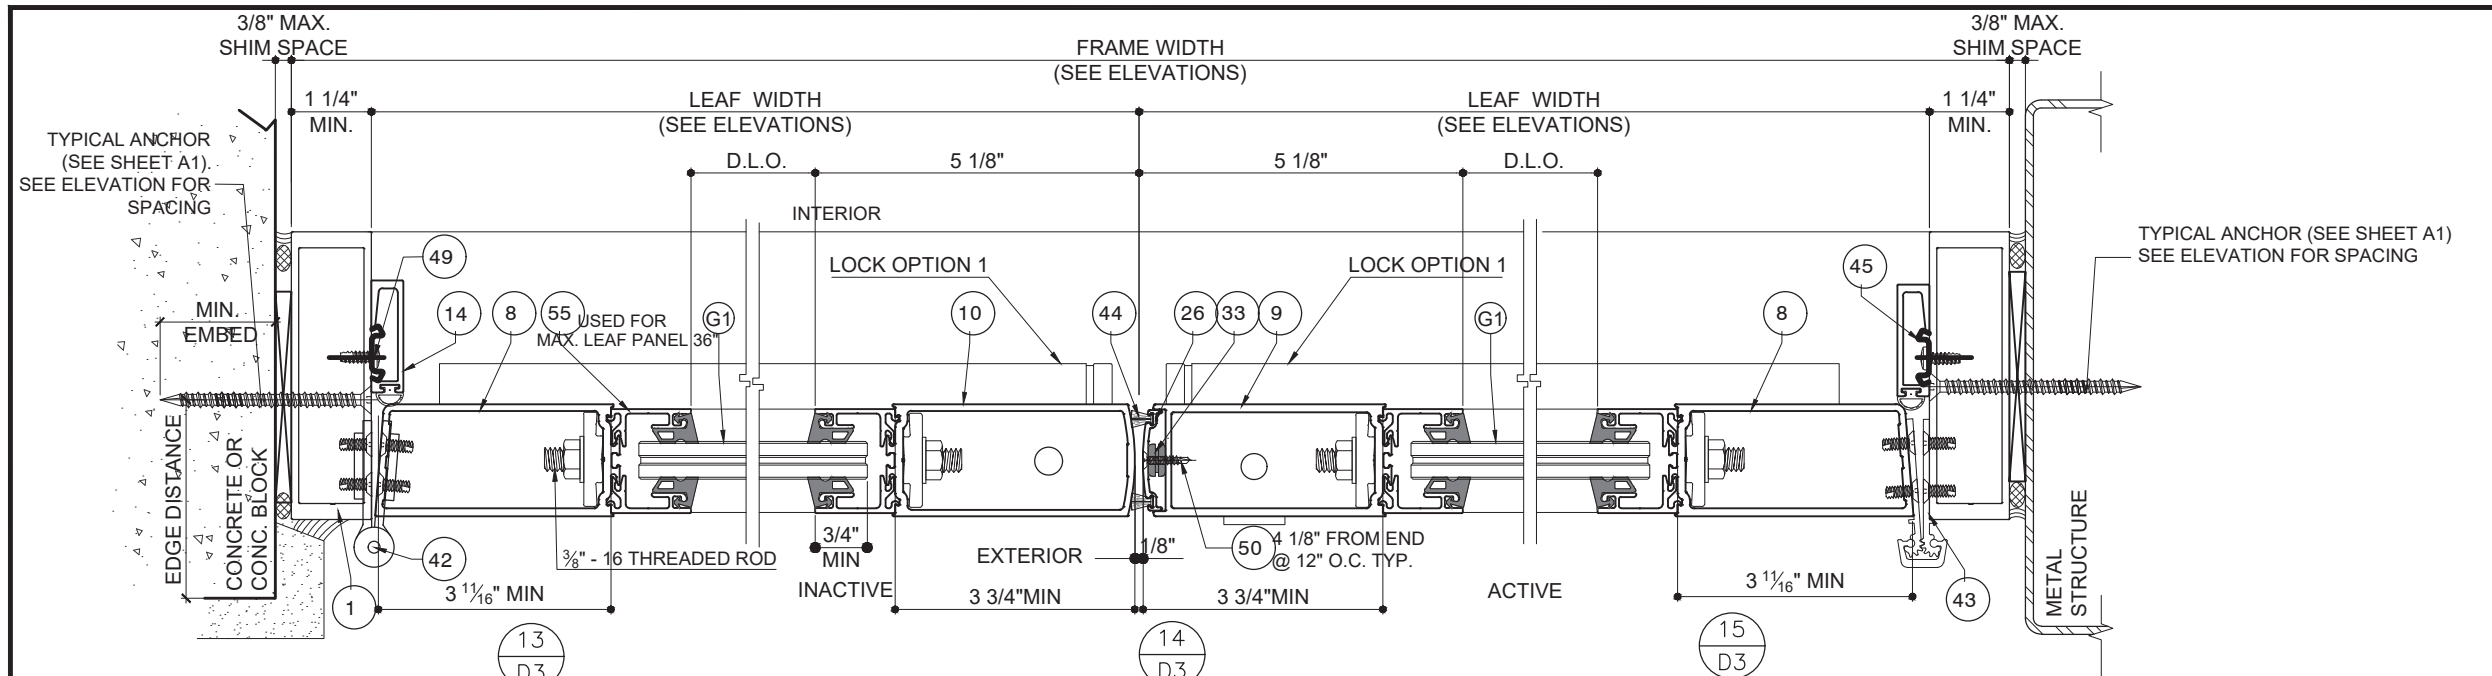 3/8" MAX.
SHIM SPACE
FRAME WIDTH
(SEE ELEVATIONS)
3/8" MAX.
SHIM SPACE
1 1/4"
MIN.
LEAF WIDTH
(SEE ELEVATIONS)
LEAF WIDTH
(SEE ELEVATIONS)
1 1/4"
MIN.
TYPICAL ANCHOR
(SEE SHEET A1).
SEE ELEVATION FOR
SPACING
D.L.O.
5 1/8"
5 1/8"
D.L.O.
INTERIOR
TYPICAL ANCHOR (SEE SHEET A1)
SEE ELEVATION FOR SPACING
49
LOCK OPTION 1
LOCK OPTION 1
45
MIN.
EMBED
14
8
55
USED FOR
MAX. LEAF PANEL 36"
G1
10
44
26
33
9
G1
8
EDGE DISTANCE
CONCRETE OR
CONC. BLOCK
METAL
STRUCTURE
42
3/8" - 16 THREADED ROD
3/4"
MIN
EXTERIOR
1/8"
50
4 1/8" FROM END
@ 12" O.C. TYP.
1
3 11/16" MIN
INACTIVE
3 3/4"MIN
3 3/4"MIN
ACTIVE
3 11/16" MIN
43
13
D3
14
D3
15
D3